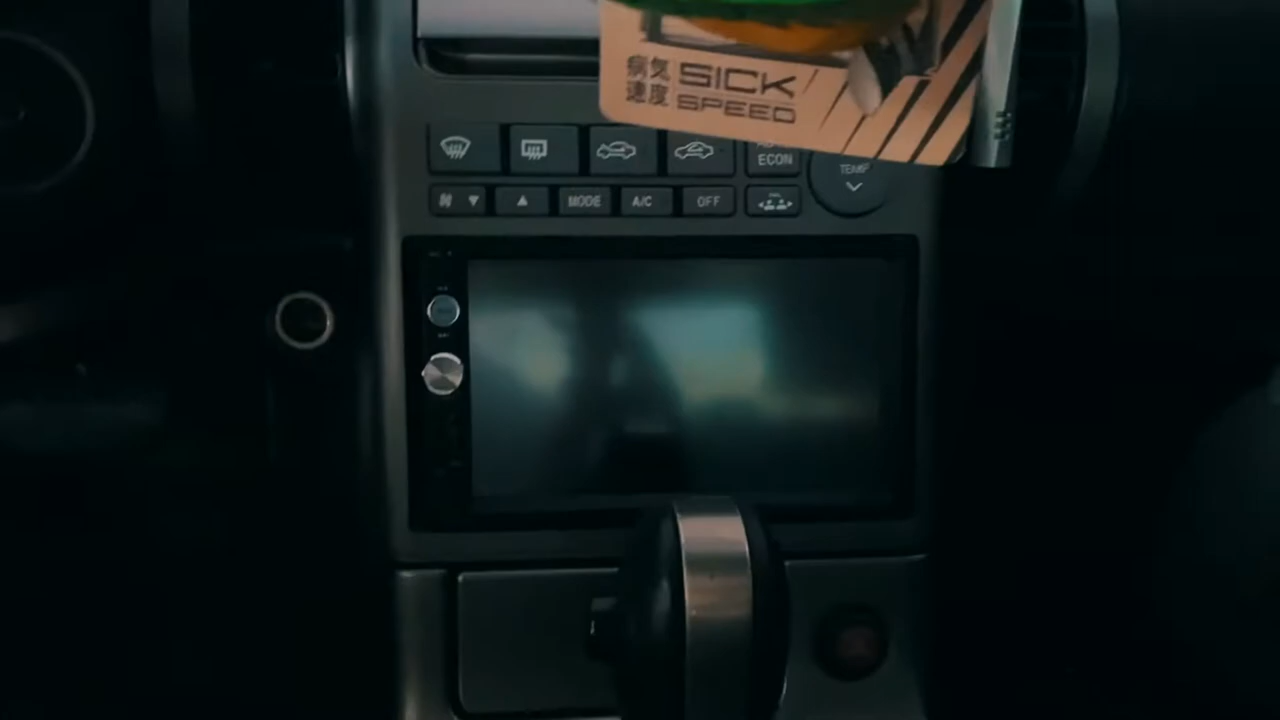 病気 SICK
速度 SPEED
ECON
TEMP
MODE
A/C
OFF